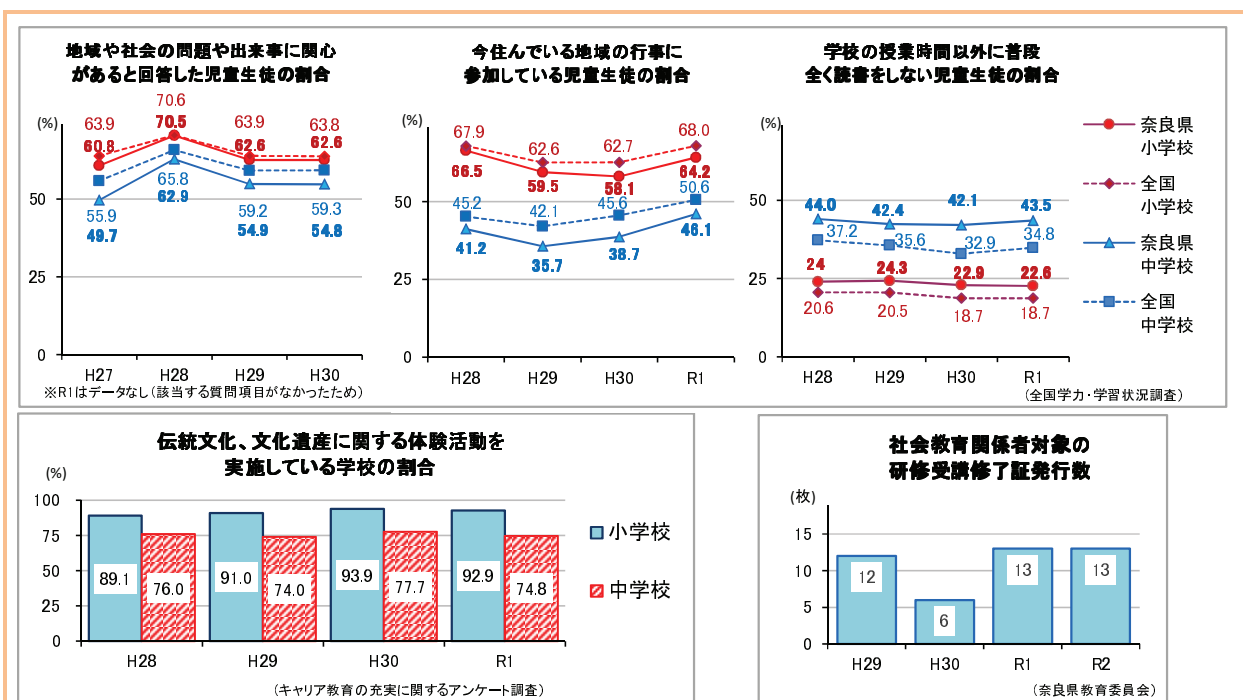 地域や社会の問題や出来事に関心
があると回答した児童生徒の割合
(%)
63.9
70.6
63.9
63.8
60.8
70.5
62.6
62.6
55.9
65.8
59.2
59.3
49.7
62.9
54.9
54.8
50
25
0
H27
H28
H29
H30
※R1はデータなし(該当する質問項目がなかったため)
今住んでいる地域の行事に
参加している児童生徒の割合
(%)
67.9
62.6
62.7
68.0
66.5
59.5
58.1
64.2
45.2
42.1
45.6
50.6
41.2
35.7
38.7
46.1
50
25
0
H28
H29
H30
R1
学校の授業時間以外に普段
全く読書をしない児童生徒の割合
(%)
44.0
42.4
42.1
43.5
37.2
35.6
32.9
34.8
24
24.3
22.9
22.6
20.6
20.5
18.7
18.7
50
25
0
H28
H29
H30
R1
奈良県
小学校
全国
小学校
奈良県
中学校
全国
中学校
(全国学力・学習状況調査)
伝統文化、文化遺産に関する体験活動を
実施している学校の割合
(%)
100
75
50
25
0
89.1
76.0
91.0
74.0
93.9
77.7
92.9
74.8
H28
H29
H30
R1
小学校
中学校
(キャリア教育の充実に関するアンケート調査)
社会教育関係者対象の
研修受講修了証発行数
(枚)
15
10
5
0
12
6
13
13
H29
H30
R1
R2
(奈良県教育委員会)